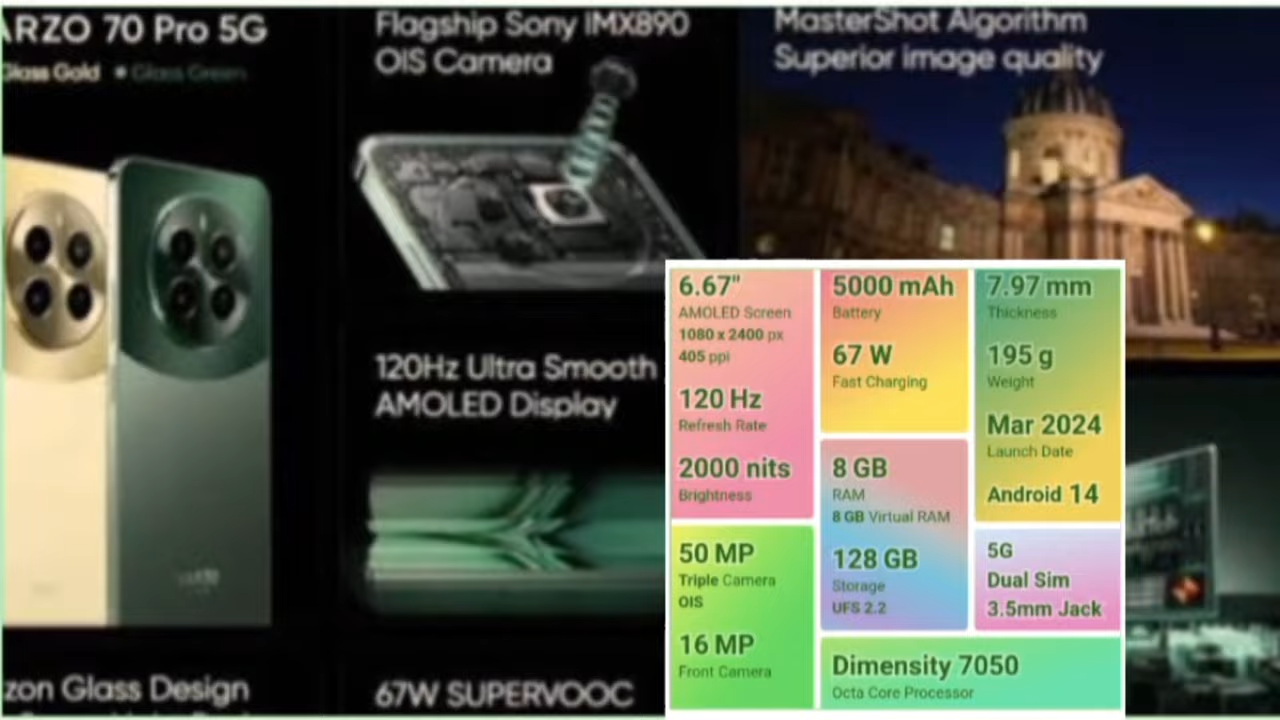 ARZO 70 Pro 5G
Glass Gold Glass Green
zon Glass Design
Flagship Sony IMX890
OIS Camera
120Hz Ultra Smooth
AMOLED Display
67W SUPERVOOC
MasterShot Algorithm
Superior image quality
6.67"
AMOLED Screen
1080 x 2400 px
405 ppi
120 Hz
Refresh Rate
2000 nits
Brightness
50 MP
Triple Camera
OIS
16 MP
Front Camera
5000 mAh
Battery
67 W
Fast Charging
8 GB
RAM
8 GB Virtual RAM
128 GB
Storage
UFS 2.2
7.97 mm
Thickness
195 g
Weight
Mar 2024
Launch Date
Android 14
5G
Dual Sim
3.5mm Jack
Dimensity 7050
Octa Core Processor